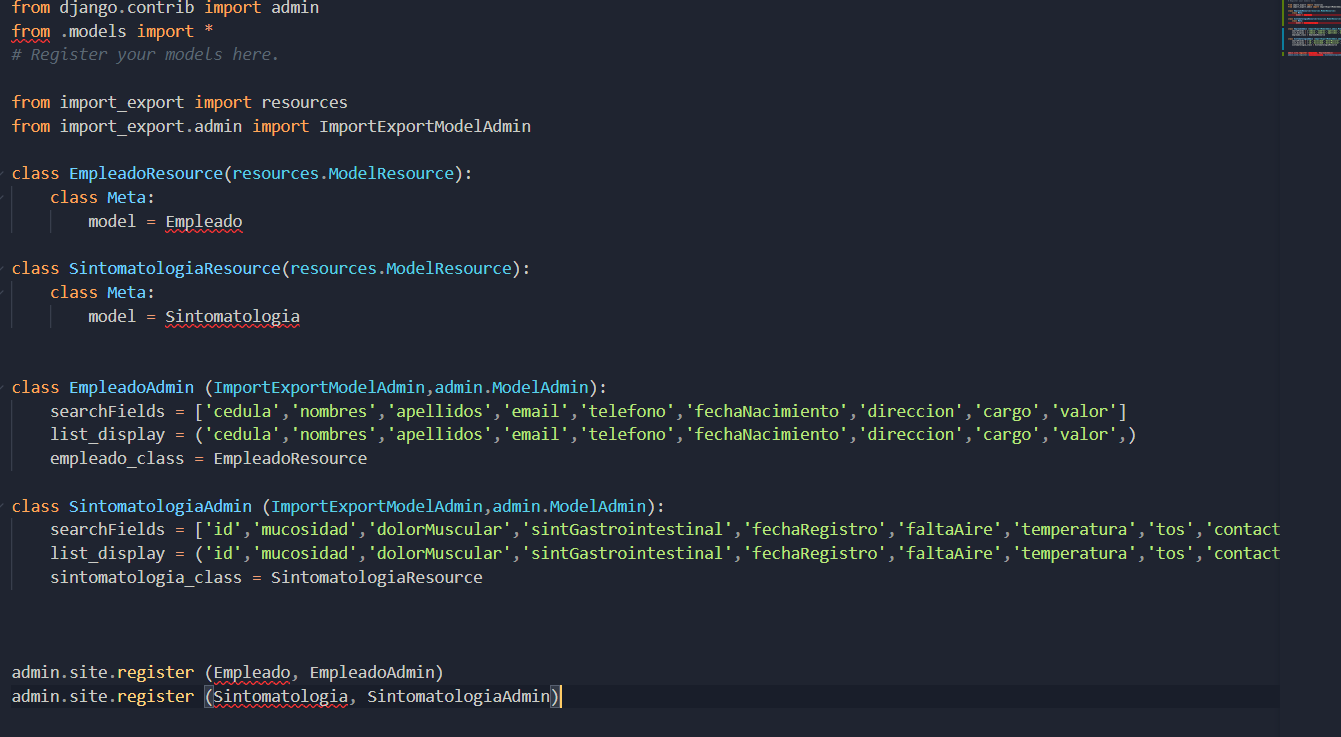 from django.contrib import admin
from .models import *
# Register your models here.
from import_export import resources
from import_export.admin import ImportExportModelAdmin
class EmpleadoResource(resources.ModelResource):
class Meta:
model = Empleado
class SintomatologiaResource(resources.ModelResource):
class Meta:
model = Sintomatologia
class EmpleadoAdmin (ImportExportModelAdmin,admin.ModelAdmin):
searchFields = ['cedula','nombres','apellidos','email','telefono','fechaNacimiento','direccion','cargo','valor']
list_display = ('cedula','nombres','apellidos','email','telefono','fechaNacimiento','direccion','cargo','valor',)
empleado_class = EmpleadoResource
class SintomatologiaAdmin (ImportExportModelAdmin,admin.ModelAdmin):
searchFields = ['id','mucosidad','dolorMuscular','sintGastrointestinal','fechaRegistro','faltaAire','temperatura','tos','contact
list_display = ('id','mucosidad','dolorMuscular','sintGastrointestinal','fechaRegistro','faltaAire','temperatura','tos','contact
sintomatologia_class = SintomatologiaResource
admin.site.register (Empleado, EmpleadoAdmin)
admin.site.register (Sintomatologia, SintomatologiaAdmin)